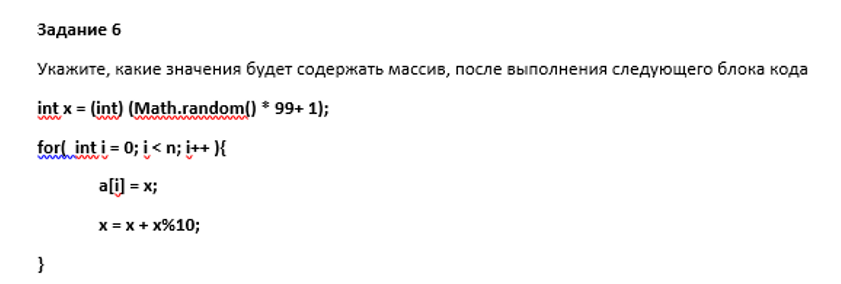 Задание 6
Укажите, какие значения будет содержать массив, после выполнения следующего блока кода
int x = (int) (Math.random() * 99+ 1);
for(  int i = 0; i < n; i++ ){
a[i] = x;
x = x + x%10;
}